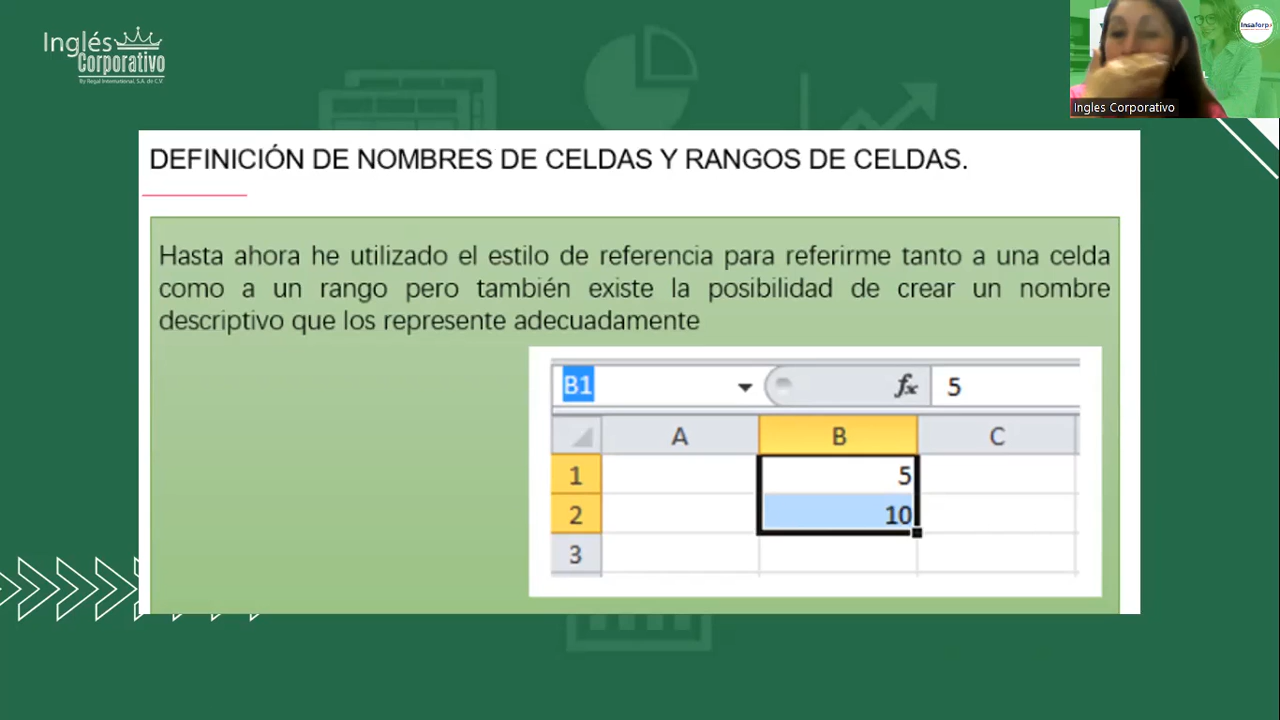 Inglés
Corporativo
By Regal International, S.A. de C.V.
Insaforp
Ingles Corporativo
DEFINICIÓN DE NOMBRES DE CELDAS Y RANGOS DE CELDAS.
Hasta ahora he utilizado el estilo de referencia para referirme tanto a una celda
como a un rango pero también existe la posibilidad de crear un nombre
descriptivo que los represente adecuadamente
B1 fx 5
A B C
1 5
2 10
3